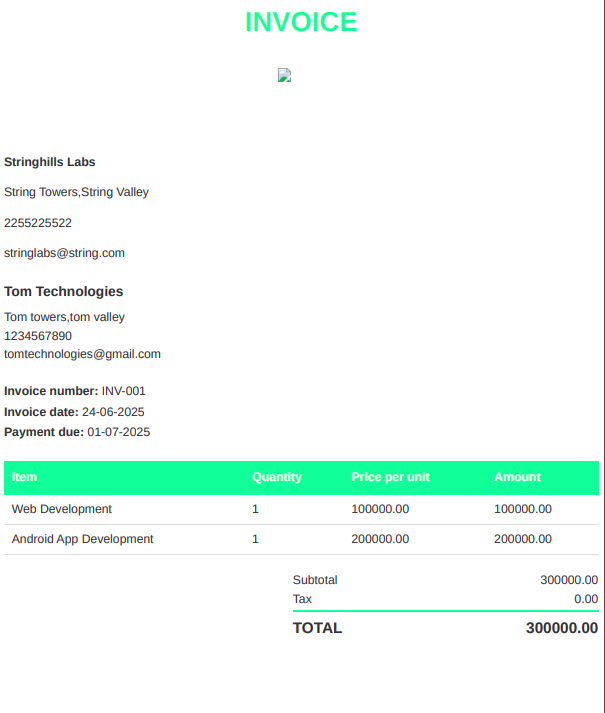 INVOICE
Stringhills Labs
String Towers,String Valley
2255225522
stringlabs@string.com
Tom Technologies
Tom towers,tom valley
1234567890
tomtechnologies@gmail.com
Invoice number: INV-001
Invoice date: 24-06-2025
Payment due: 01-07-2025
Item Quantity Price per unit Amount
Web Development 1 100000.00 100000.00
Android App Development 1 200000.00 200000.00
Subtotal 300000.00
Tax 0.00
TOTAL 300000.00